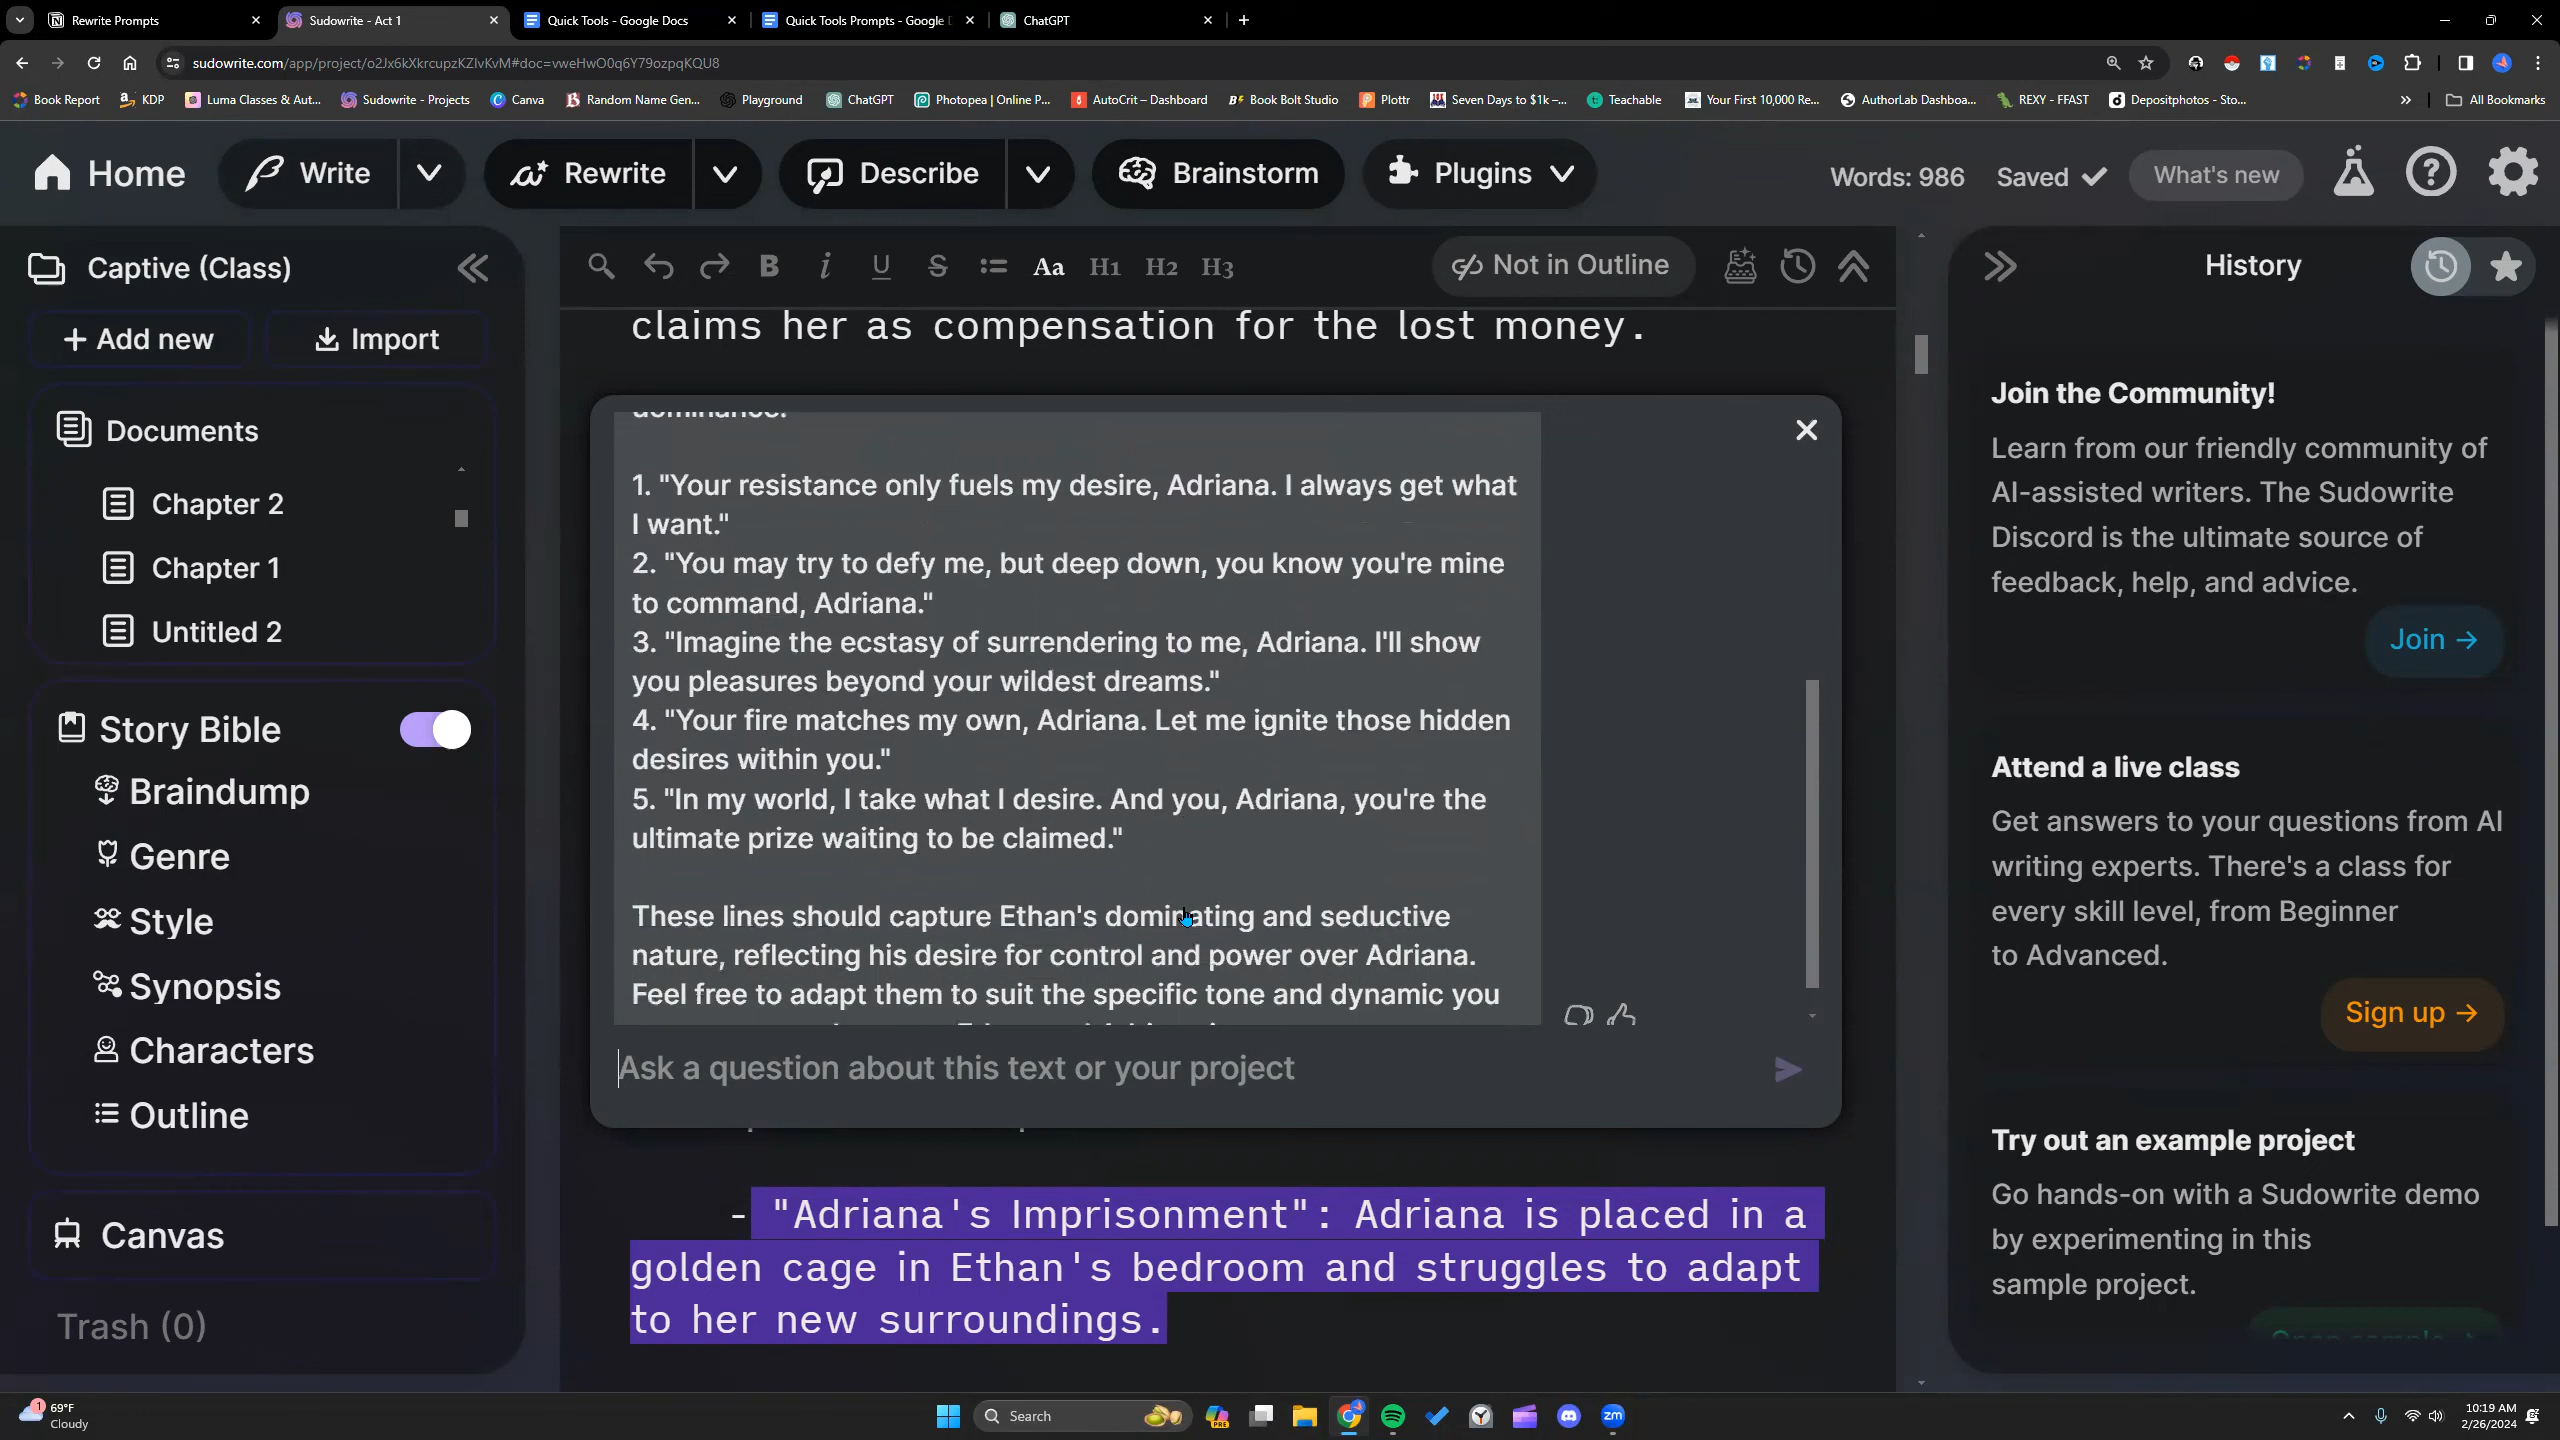 Rewrite Prompts
Sudowrite - Act 1
Quick Tools - Google Docs
Quick Tools Prompts - Google
ChatGPT
sudowrite.com/app/project/o2Jx6kXkrcupzKZlvKvM#doc=vweHwO0q6Y79ozpqKQU8
Book Report
KDP
Luma Classes & Aut...
Sudowrite - Projects
Canva
Random Name Gen...
Playground
ChatGPT
Photopea | Online P...
AutoCrit – Dashboard
Book Bolt Studio
Plottr
Seven Days to $1k –...
Teachable
Your First 10,000 Re...
AuthorLab Dashboa...
REXY - FFAST
Depositphotos - Sto...
All Bookmarks
Home
Write
Rewrite
Describe
Brainstorm
Plugins
Words: 986
Saved
What's new
Captive (Class)
+ Add new
Import
Documents
Chapter 2
Chapter 1
Untitled 2
Story Bible
Braindump
Genre
Style
Synopsis
Characters
Outline
Canvas
Trash (0)
B i U S Aa H1 H2 H3
Not in Outline
claims her as compensation for the lost money.
dominance.
1. "Your resistance only fuels my desire, Adriana. I always get what
I want."
2. "You may try to defy me, but deep down, you know you're mine
to command, Adriana."
3. "Imagine the ecstasy of surrendering to me, Adriana. I'll show
you pleasures beyond your wildest dreams."
4. "Your fire matches my own, Adriana. Let me ignite those hidden
desires within you."
5. "In my world, I take what I desire. And you, Adriana, you're the
ultimate prize waiting to be claimed."
These lines should capture Ethan's dominating and seductive
nature, reflecting his desire for control and power over Adriana.
Feel free to adapt them to suit the specific tone and dynamic you
Ask a question about this text or your project
- "Adriana's Imprisonment": Adriana is placed in a
golden cage in Ethan's bedroom and struggles to adapt
to her new surroundings.
History
Join the Community!
Learn from our friendly community of
AI-assisted writers. The Sudowrite
Discord is the ultimate source of
feedback, help, and advice.
Join →
Attend a live class
Get answers to your questions from AI
writing experts. There's a class for
every skill level, from Beginner
to Advanced.
Sign up →
Try out an example project
Go hands-on with a Sudowrite demo
by experimenting in this
sample project.
1
69°F
Cloudy
Search
PRE
zm
10:19 AM
2/26/2024